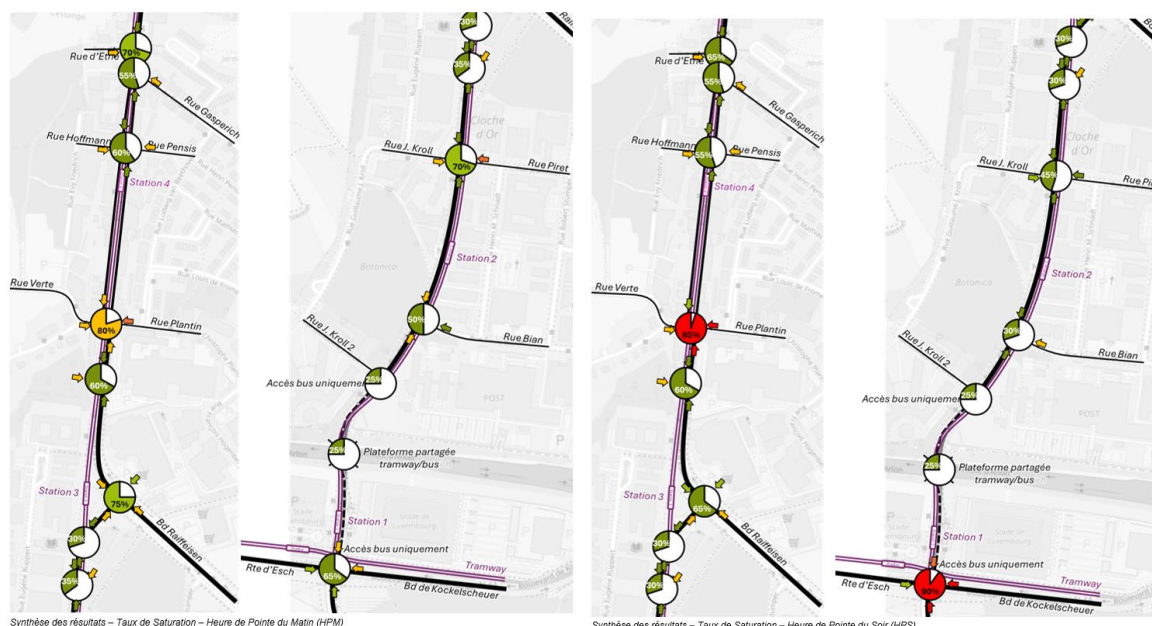 70%
Rue d'Etne
55%
Rue Gasperich
Rue Hoffmann
Rue Pensis
60%
Station 4
Rue Verte
80%
Rue Plantin
60%
Station 3
75%
Bd Raiffeisen
30%
35%
30%
35%
Cloche
d'Or
Rue J. Kroll
70%
Rue Piret
Station 2
Botanica
50%
Rue J. Kroll 2
Rue Bian
Accès bus uniquement
25%
POST
25%
Plateforme partagée
tramway/bus
Station 1
Accès bus uniquement
Rte d'Esch
65%
Tramway
Bd de Kockelscheuer
Synthèse des résultats – Taux de Saturation – Heure de Pointe du Matin (HPM)
65%
Rue d'Etne
55%
Rue Gasperich
Rue Hoffmann
Rue Pensis
55%
Station 4
Rue Verte
95%
Rue Plantin
60%
Station 3
65%
Bd Raiffeisen
30%
30%
30%
30%
Cloche
d'Or
Rue J. Kroll
45%
Station 2
Botanica
30%
Rue J. Kroll 2
Rue Bian
Accès bus uniquement
25%
POST
25%
Plateforme partagée
tramway/bus
Station 1
Accès bus uniquement
Rte d'Esch
90%
Tramway
Bd de Kockelscheuer
Synthèse des résultats – Taux de Saturation – Heure de Pointe du Soir (HPS)